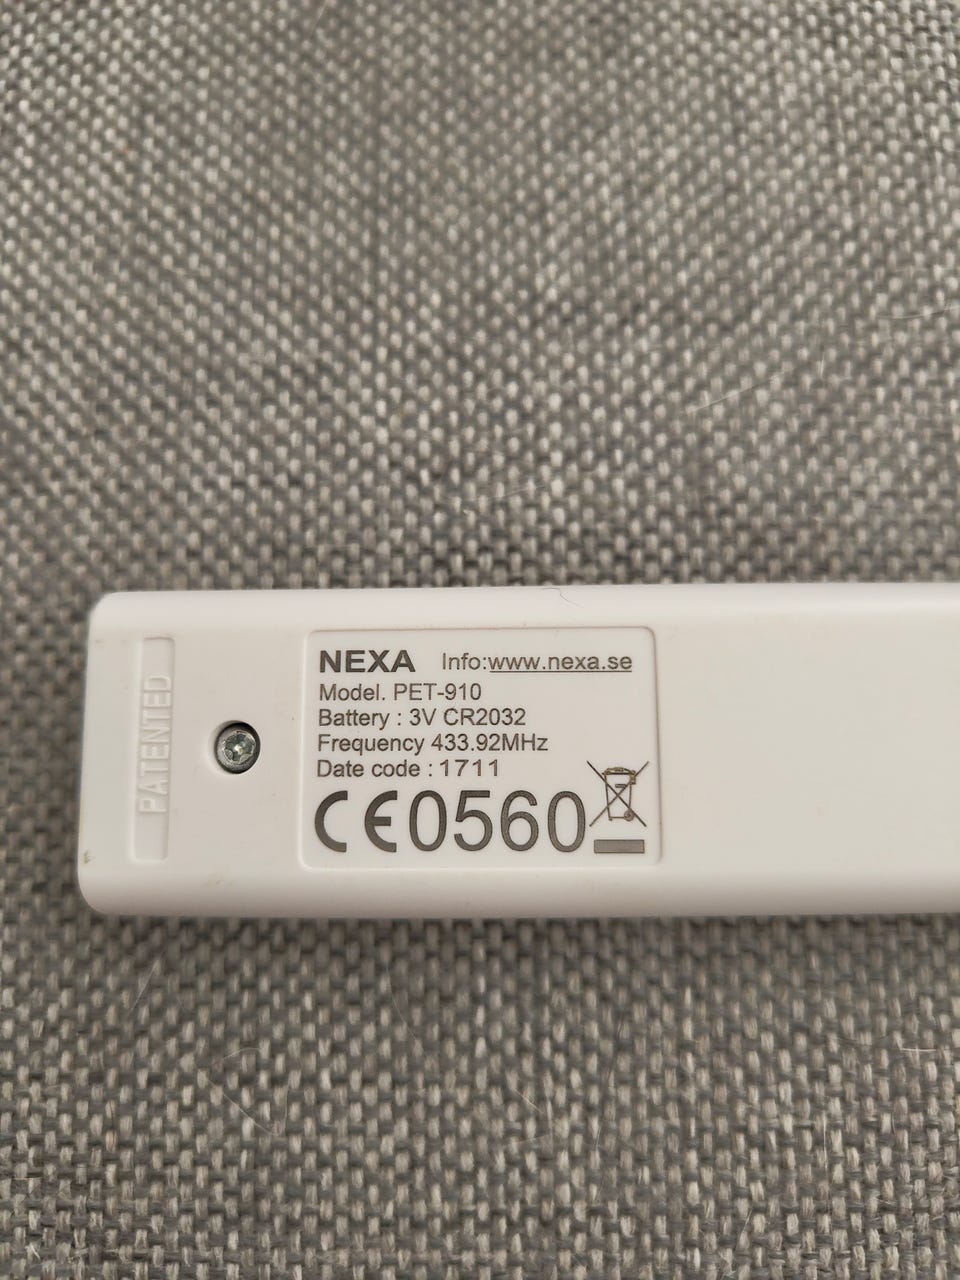 PATENTED
NEXA Info:www.nexa.se
Model. PET-910
Battery : 3V CR2032
Frequency 433.92MHz
Date code : 1711
CE0560